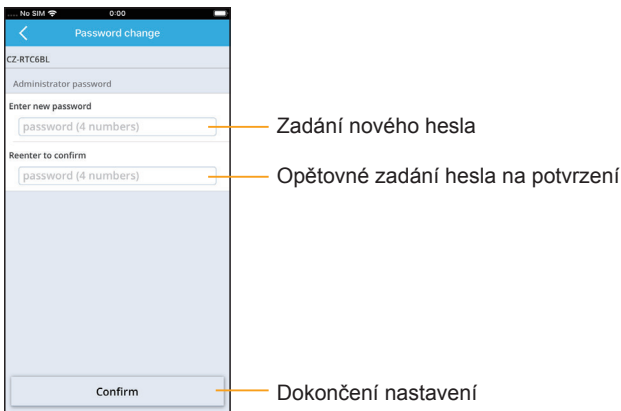 .... No SIM 0:00
Password change
CZ-RTC6BL
Administrator password
Enter new password
password (4 numbers)
Zadání nového hesla
Reenter to confirm
password (4 numbers)
Opětovné zadání hesla na potvrzení
Confirm
Dokončení nastavení